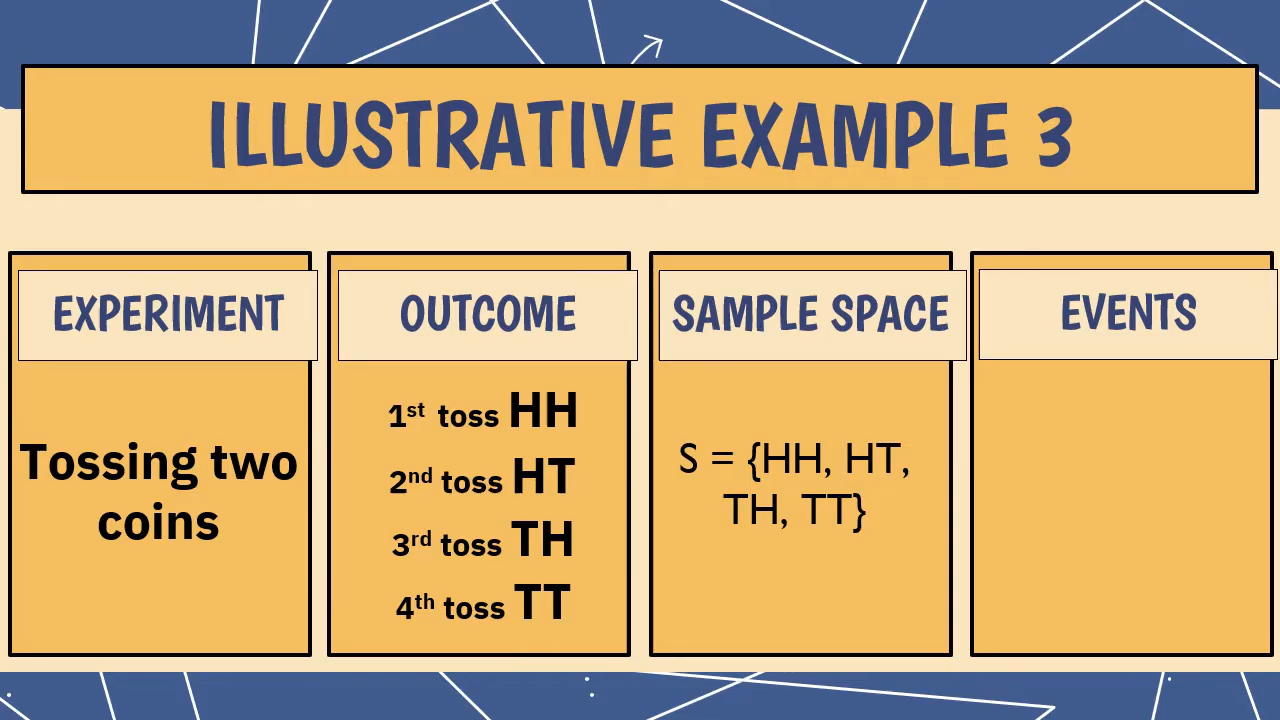 ILLUSTRATIVE EXAMPLE 3
EXPERIMENT
Tossing two
coins
OUTCOME
1st toss HH
2nd toss HT
3rd toss TH
4th toss TT
SAMPLE SPACE
S = {HH, HT,
TH, TT}
EVENTS